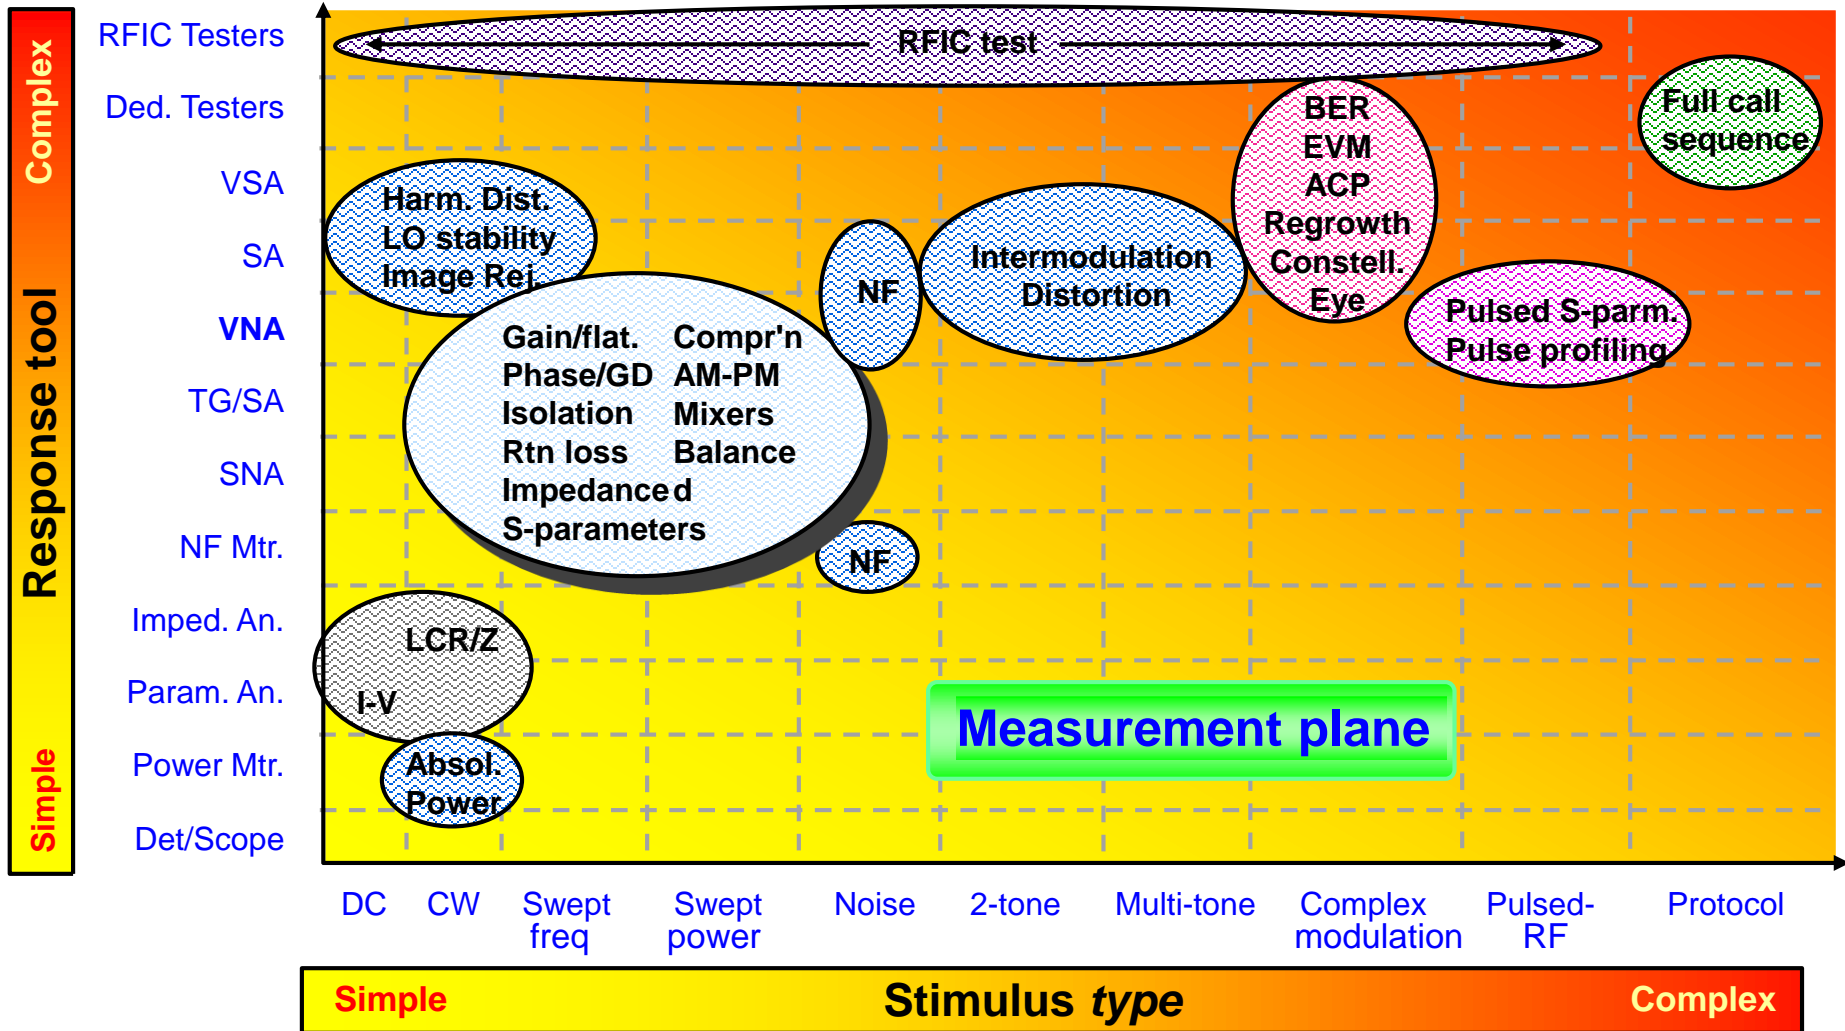 Complex
Response tool
Simple
RFIC Testers
Ded. Testers
VSA
SA
VNA
TG/SA
SNA
NF Mtr.
Imped. An.
Param. An.
Power Mtr.
Det/Scope
RFIC test
Full call
sequence
BER
EVM
ACP
Regrowth
Constell.
Eye
Harm. Dist.
LO stability
Image Rej.
NF
Intermodulation
Distortion
Pulsed S-parm.
Pulse profiling
Gain/flat. Compr'n
Phase/GD AM-PM
Isolation Mixers
Rtn loss Balance
Impedanced
S-parameters
NF
LCR/Z
I-V
Absol.
Power
Measurement plane
DC
CW
Swept
freq
Swept
power
Noise
2-tone
Multi-tone
Complex
modulation
Pulsed-
RF
Protocol
Simple
Stimulus type
Complex